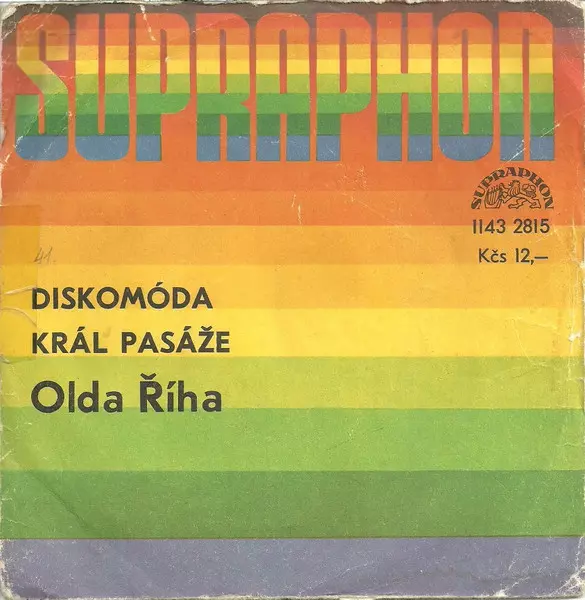 SUPRAPHON
SUPRAPHON
1143 2815
Kčs 12,–
41.
DISKOMÓDA
KRÁL PASÁŽE
Olda Říha